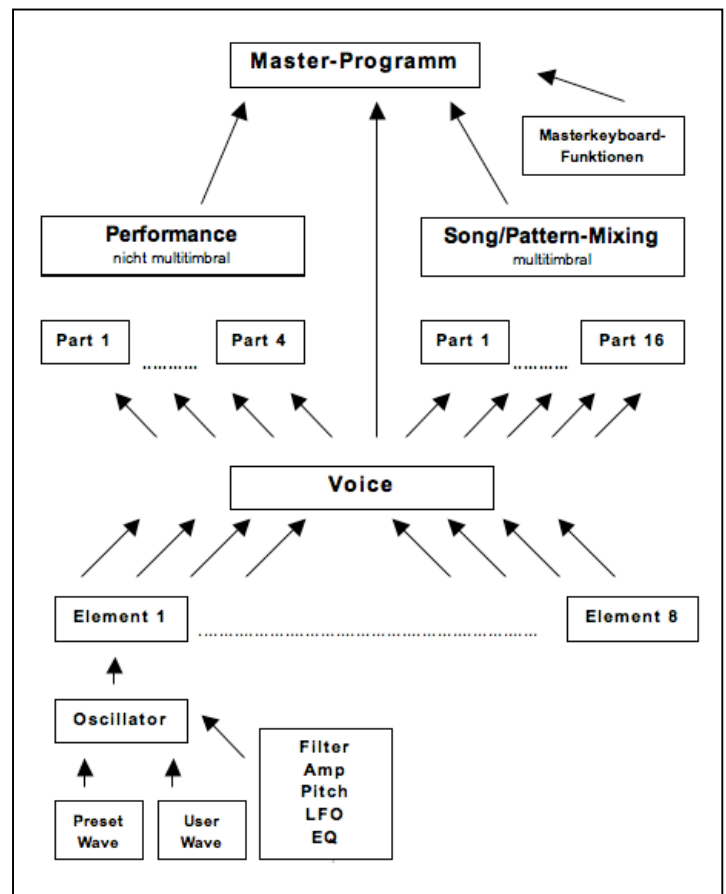 Master-Programm
Masterkeyboard-
Funktionen
Performance
nicht multitimbral
Song/Pattern-Mixing
multitimbral
Part 1
Part 4
Part 1
Part 16
Voice
Element 1
Element 8
Oscillator
Filter
Amp
Pitch
LFO
EQ
Preset
Wave
User
Wave